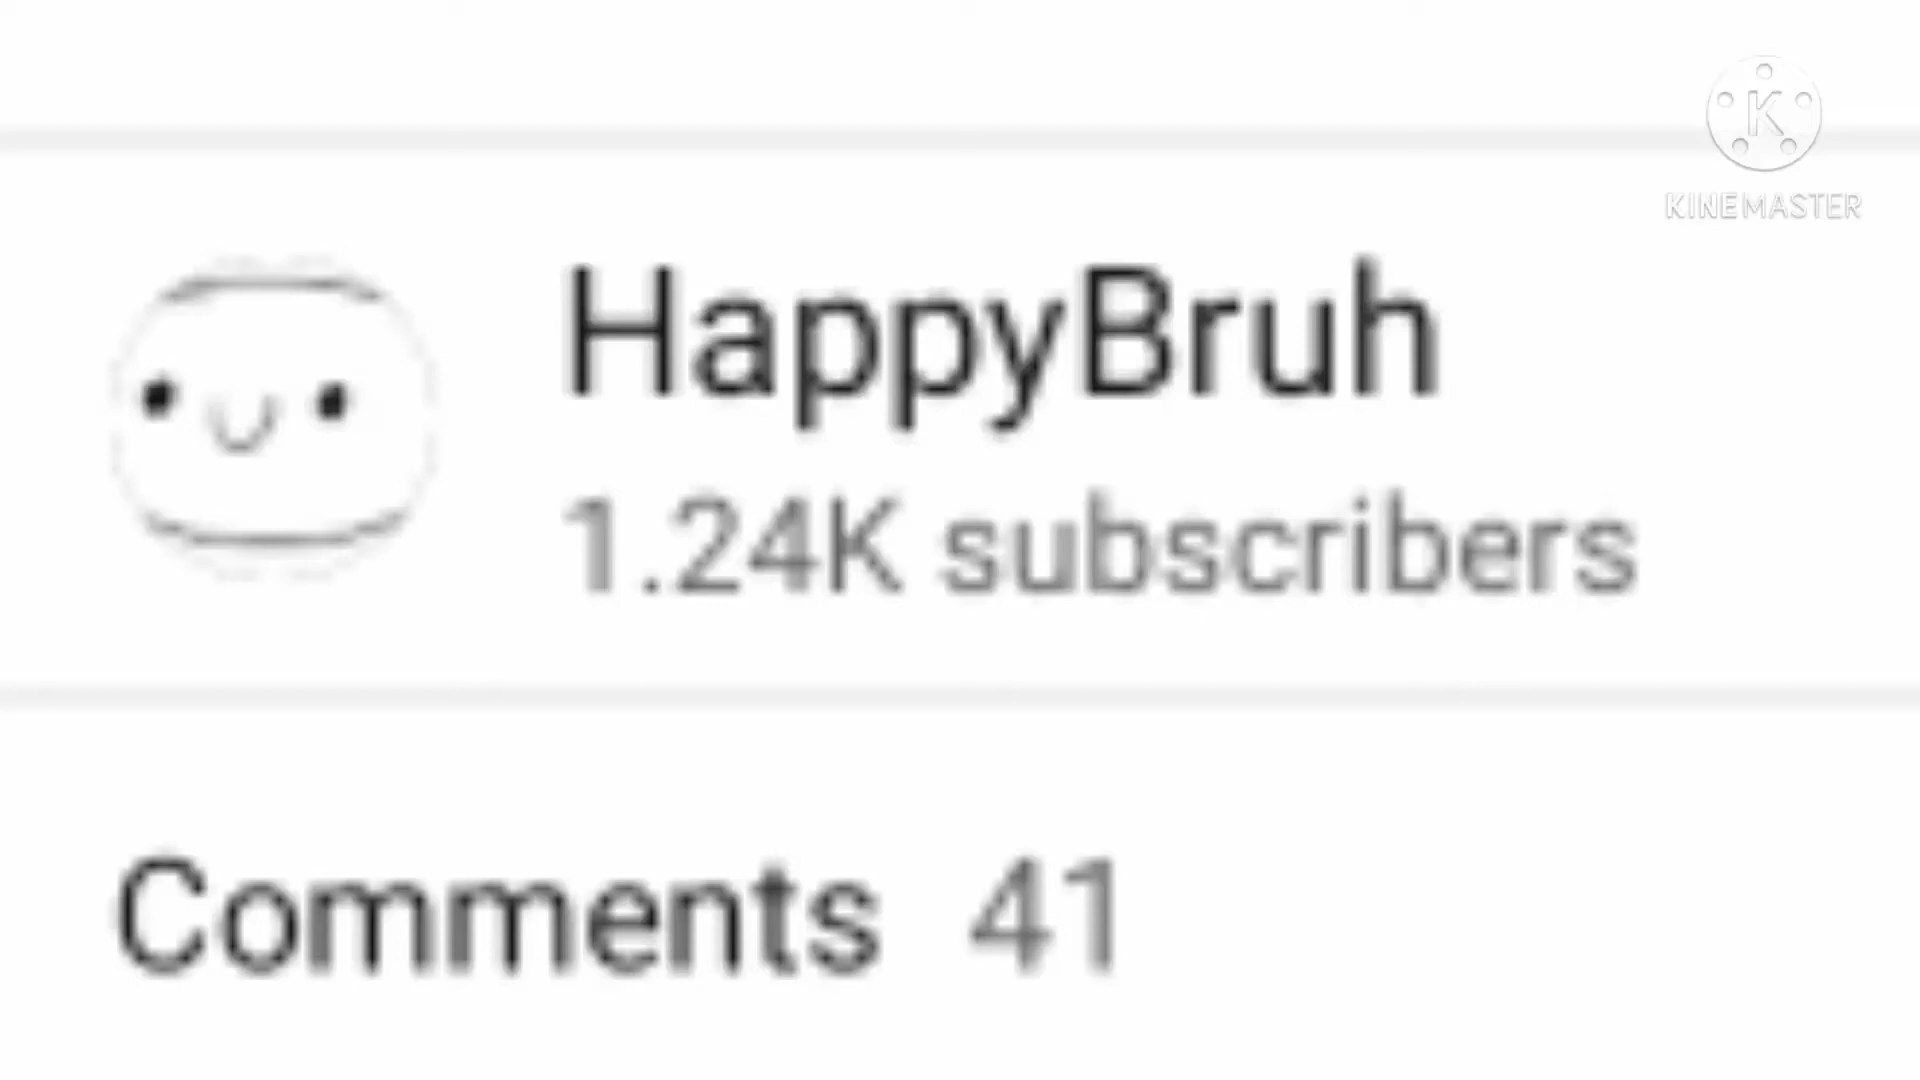 K
KINEMASTER
HappyBruh
1.24K subscribers
Comments 41